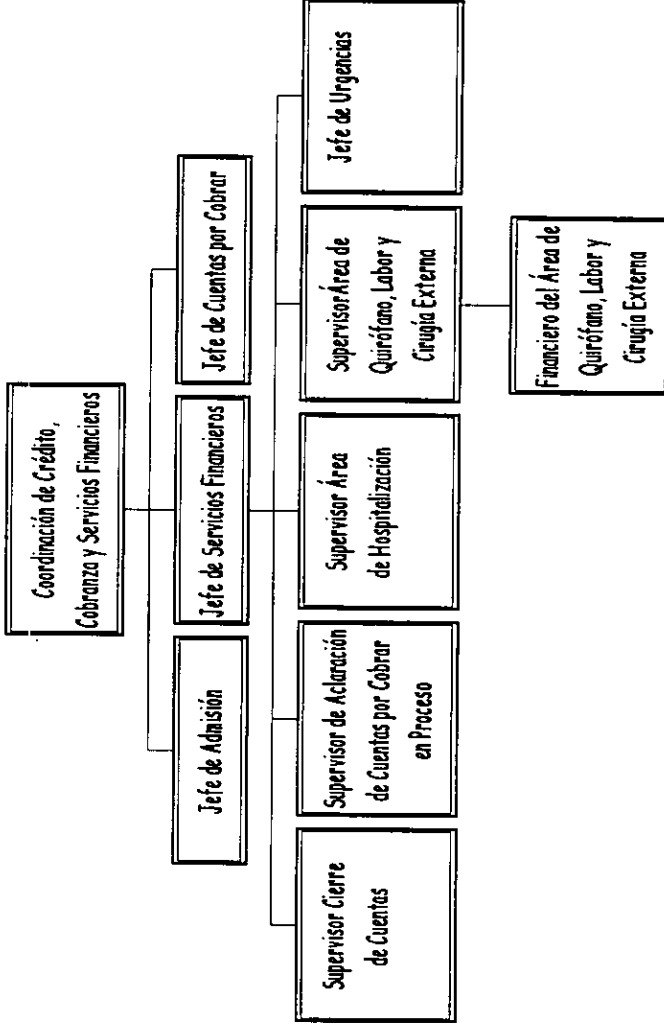 Coordinación de Crédito,
Cobranza y Servicios Financieros
Jefe de Admisión
Jefe de Servicios Financieros
Jefe de Cuentas por Cobrar
Supervisor Cierre
de Cuentas
Supervisor de Aclaración
de Cuentas por Cobrar
en Proceso
Supervisor Área
de Hospitalización
Supervisor Área de
Quirófano, Labor y
Cirugía Externa
Jefe de Urgencias
Financiero del Área de
Quirófano, Labor y
Cirugía Externa